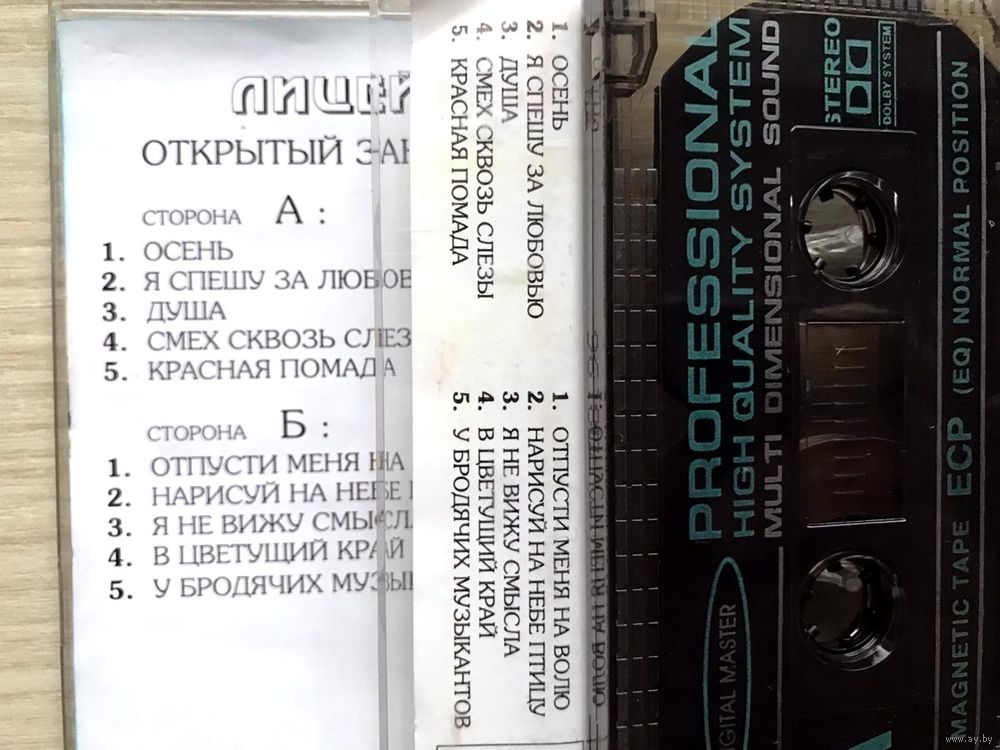 ЛИЦЕЙ
ОТКРЫТЫЙ ЗАН
СТОРОНА А :
1. ОСЕНЬ
2. Я СПЕШУ ЗА ЛЮБОВ
3. ДУША
4. СМЕХ СКВОЗЬ СЛЕЗ
5. КРАСНАЯ ПОМАДА
СТОРОНА Б :
1. ОТПУСТИ МЕНЯ НА
2. НАРИСУЙ НА НЕБЕ
3. Я НЕ ВИЖУ СМЫСЛ
4. В ЦВЕТУЩИЙ КРАЙ
5. У БРОДЯЧИХ МУЗЫ
1. ОСЕНЬ
2. Я СПЕШУ ЗА ЛЮБОВЬЮ
3. ДУША
4. СМЕХ СКВОЗЬ СЛЕЗЫ
5. КРАСНАЯ ПОМАДА
1. ОТПУСТИ МЕНЯ НА ВОЛЮ
2. НАРИСУЙ НА НЕБЕ ПТИЦУ
3. Я НЕ ВИЖУ СМЫСЛА
4. В ЦВЕТУЩИЙ КРАЙ
5. У БРОДЯЧИХ МУЗЫКАНТОВ
PROFESSIONAL
HIGH QUALITY SYSTEM
MULTI DIMENSIONAL SOUND
STEREO
DOLBY SYSTEM
DIGITAL MASTER
MAGNETIC TAPE ECP (EQ) NORMAL POSITION
www.ay.by